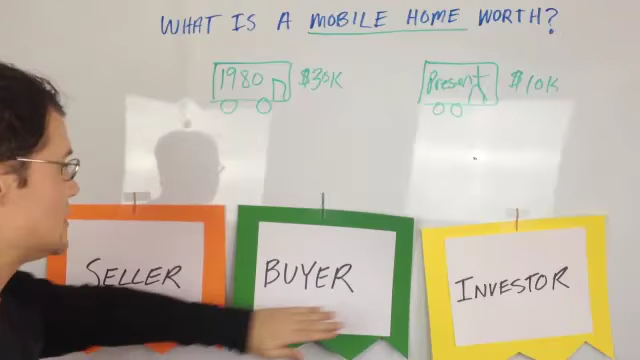 WHAT IS A MOBILE HOME WORTH?
1980 $30K
Present $10K
SELLER
BUYER
INVESTOR